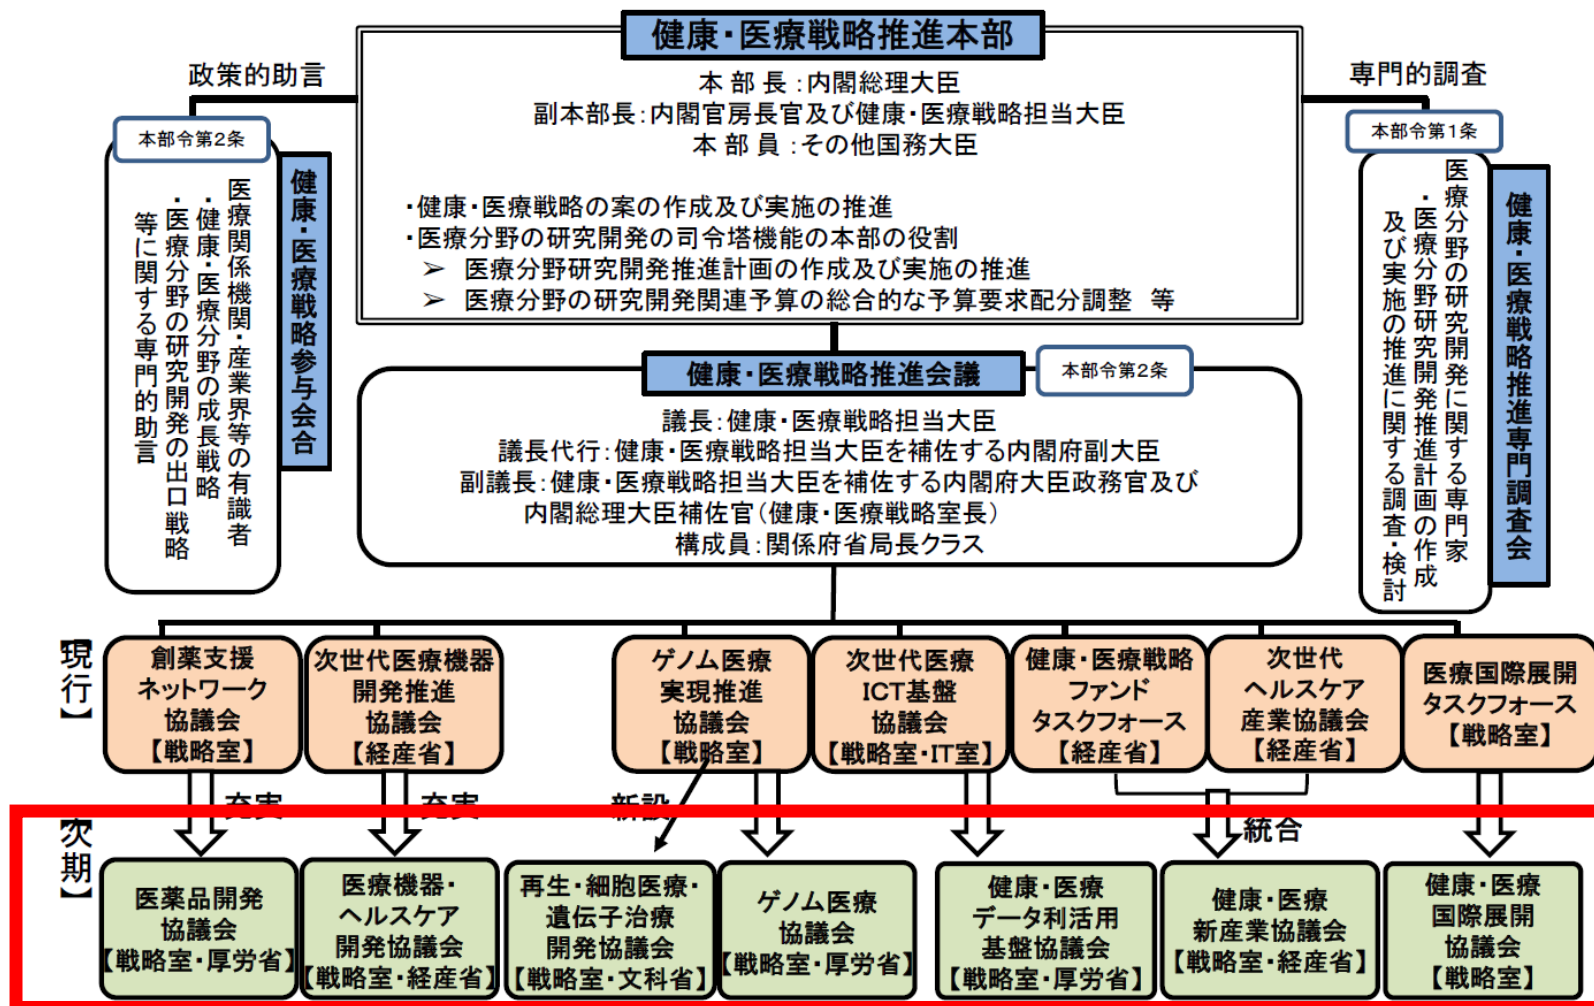 健康・医療戦略推進本部
政策的助言
専門的調査
本 部 長 ：内閣総理大臣
副本部長：内閣官房長官及び健康・医療戦略担当大臣
本 部 員 ：その他国務大臣
・健康・医療戦略の案の作成及び実施の推進
・医療分野の研究開発の司令塔機能の本部の役割
➢ 医療分野研究開発推進計画の作成及び実施の推進
➢ 医療分野の研究開発関連予算の総合的な予算要求配分調整 等
本部令第２条
健康・医療戦略参与会合
医療関係機関・産業界等の有識者
・健康・医療分野の成長戦略
・医療分野の研究開発の出口戦略
等に関する専門的助言
本部令第１条
健康・医療戦略推進専門調査会
医療分野の研究開発に関する専門家
・医療分野研究開発推進計画の作成
及び実施の推進に関する調査・検討
健康・医療戦略推進会議
本部令第２条
議長：健康・医療戦略担当大臣
議長代行：健康・医療戦略担当大臣を補佐する内閣府副大臣
副議長：健康・医療戦略担当大臣を補佐する内閣府大臣政務官及び
内閣総理大臣補佐官（健康・医療戦略室長）
構成員：関係府省局長クラス
【現行】
創薬支援
ネットワーク
協議会
【戦略室】
次世代医療機器
開発推進
協議会
【経産省】
ゲノム医療
実現推進
協議会
【戦略室】
次世代医療
ICT基盤
協議会
【戦略室・IT室】
健康・医療戦略
ファンド
タスクフォース
【経産省】
次世代
ヘルスケア
産業協議会
【経産省】
医療国際展開
タスクフォース
【戦略室】
充実
充実
新設
統合
【次期】
医薬品開発
協議会
【戦略室・厚労省】
医療機器・
ヘルスケア
開発協議会
【戦略室・経産省】
再生・細胞医療・
遺伝子治療
開発協議会
【戦略室・文科省】
ゲノム医療
協議会
【戦略室・厚労省】
健康・医療
データ利活用
基盤協議会
【戦略室・厚労省】
健康・医療
新産業協議会
【戦略室・経産省】
健康・医療
国際展開
協議会
【戦略室】